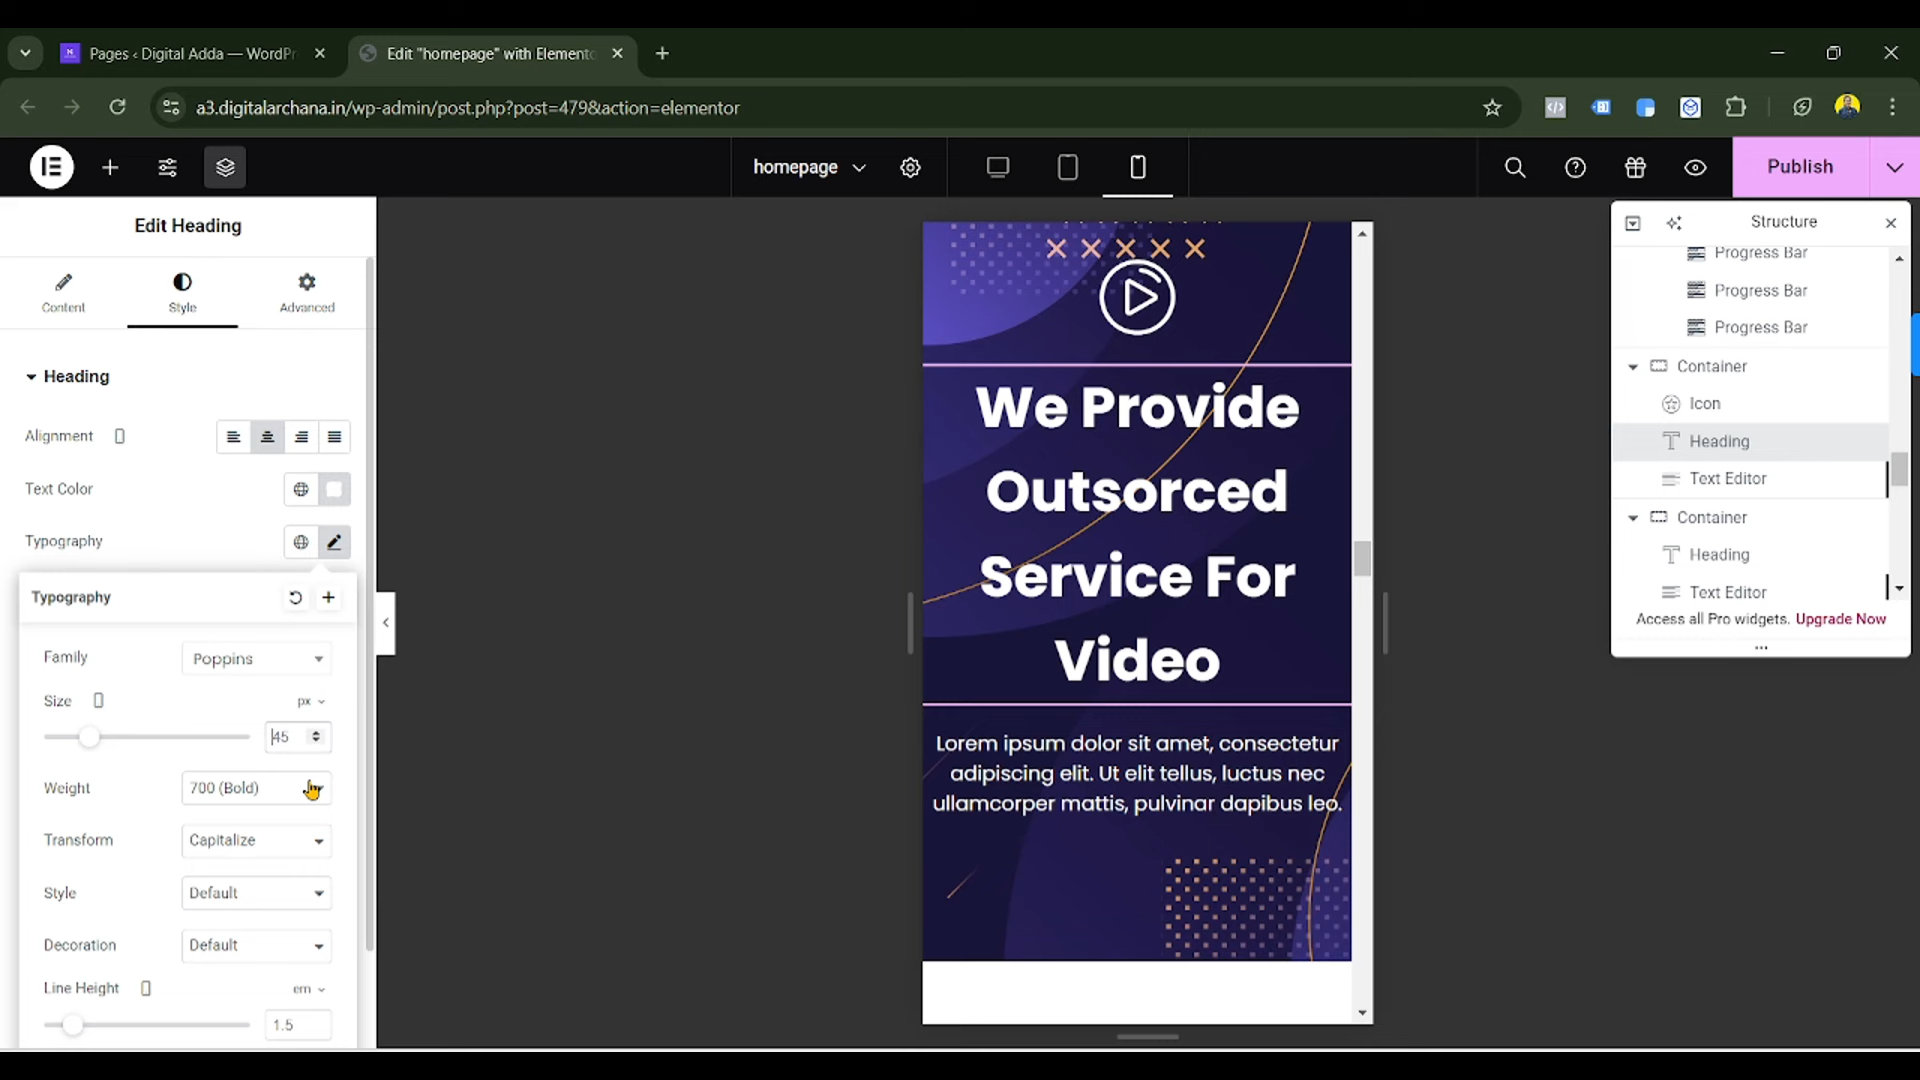 Pages ‹ Digital Adda — WordPr
Edit "homepage" with Elemento
a3.digitalarchana.in/wp-admin/post.php?post=479&action=elementor
homepage
Publish
Edit Heading
Content
Style
Advanced
Heading
Alignment
Text Color
Typography
Typography
Family
Poppins
Size
px
45
Weight
700 (Bold)
Transform
Capitalize
Style
Default
Decoration
Default
Line Height
em
1.5
We Provide
Outsorced
Service For
Video
Lorem ipsum dolor sit amet, consectetur
adipiscing elit. Ut elit tellus, luctus nec
ullamcorper mattis, pulvinar dapibus leo.
Structure
Progress Bar
Progress Bar
Progress Bar
Container
Icon
Heading
Text Editor
Container
Heading
Text Editor
Access all Pro widgets. Upgrade Now